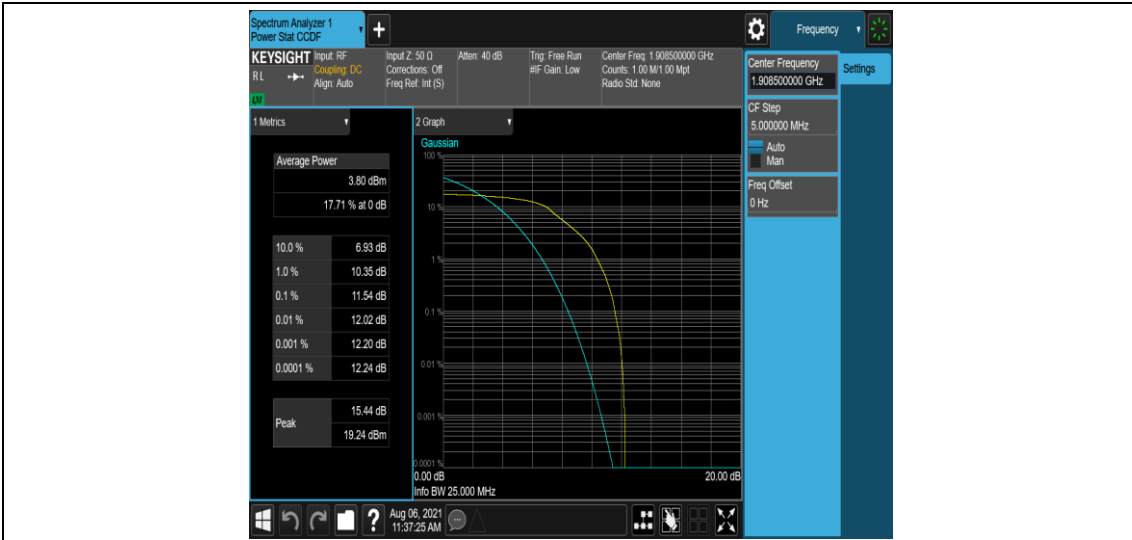 Spectrum Analyzer 1
Power Stat CCDF
+
Frequency
KEYSIGHT
RL
LXI
Input: RF
Coupling: DC
Align: Auto
Input Z: 50 Ω
Corrections: Off
Freq Ref: Int (S)
Atten: 40 dB
Trig: Free Run
#IF Gain: Low
Center Freq: 1.908500000 GHz
Counts: 1.00 M/1.00 Mpt
Radio Std: None
Center Frequency
1.908500000 GHz
Settings
CF Step
5.000000 MHz
Auto
Man
Freq Offset
0 Hz
1 Metrics
Average Power
3.80 dBm
17.71 % at 0 dB
10.0 % 6.93 dB
1.0 % 10.35 dB
0.1 % 11.54 dB
0.01 % 12.02 dB
0.001 % 12.20 dB
0.0001 % 12.24 dB
Peak
15.44 dB
19.24 dBm
2 Graph
Gaussian
100 %
10 %
1 %
0.1 %
0.01 %
0.001 %
0.0001 %
0.00 dB 20.00 dB
Info BW 25.000 MHz
?
Aug 06, 2021
11:37:25 AM